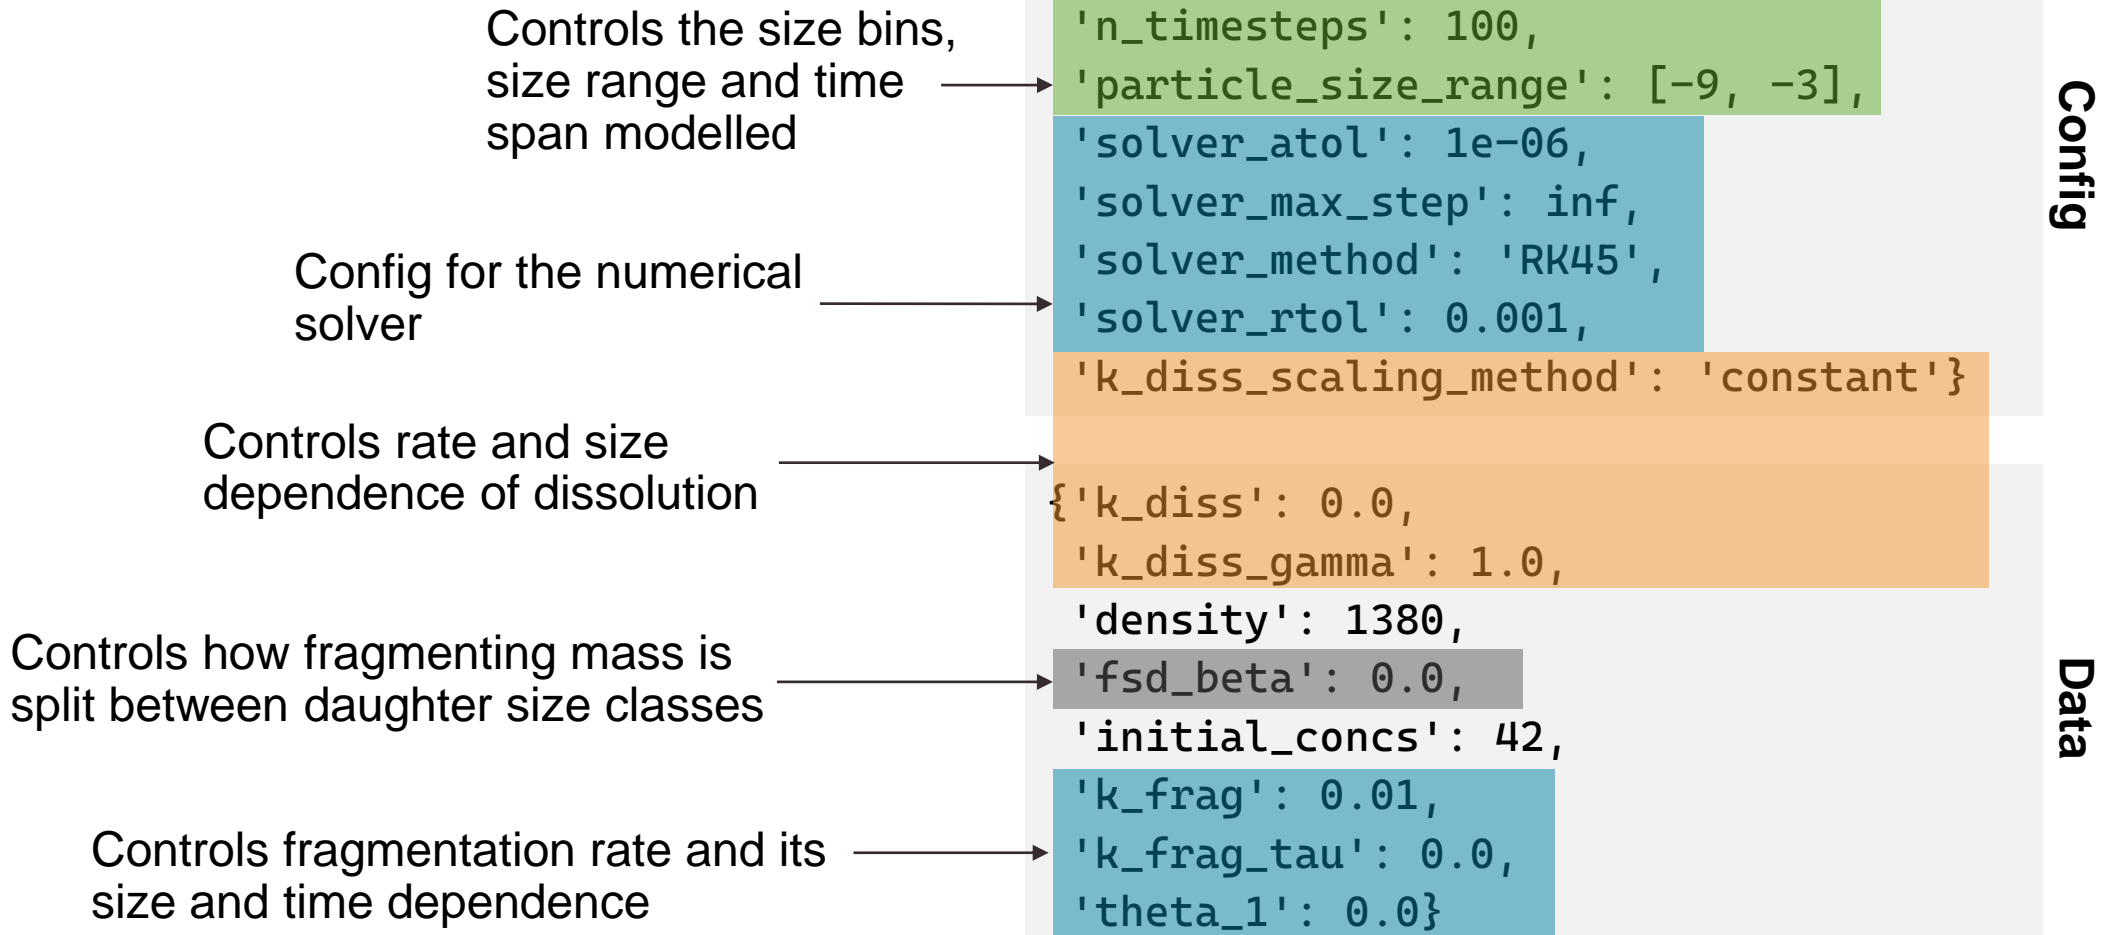 Controls the size bins,
size range and time
span modelled
Config for the numerical
solver
Controls rate and size
dependence of dissolution
Controls how fragmenting mass is
split between daughter size classes
Controls fragmentation rate and its
size and time dependence
'n_timesteps': 100,
'particle_size_range': [-9, -3],
'solver_atol': 1e-06,
'solver_max_step': inf,
'solver_method': 'RK45',
'solver_rtol': 0.001,
'k_diss_scaling_method': 'constant'}
{'k_diss': 0.0,
'k_diss_gamma': 1.0,
'density': 1380,
'fsd_beta': 0.0,
'initial_concs': 42,
'k_frag': 0.01,
'k_frag_tau': 0.0,
'theta_1': 0.0}
Config
Data